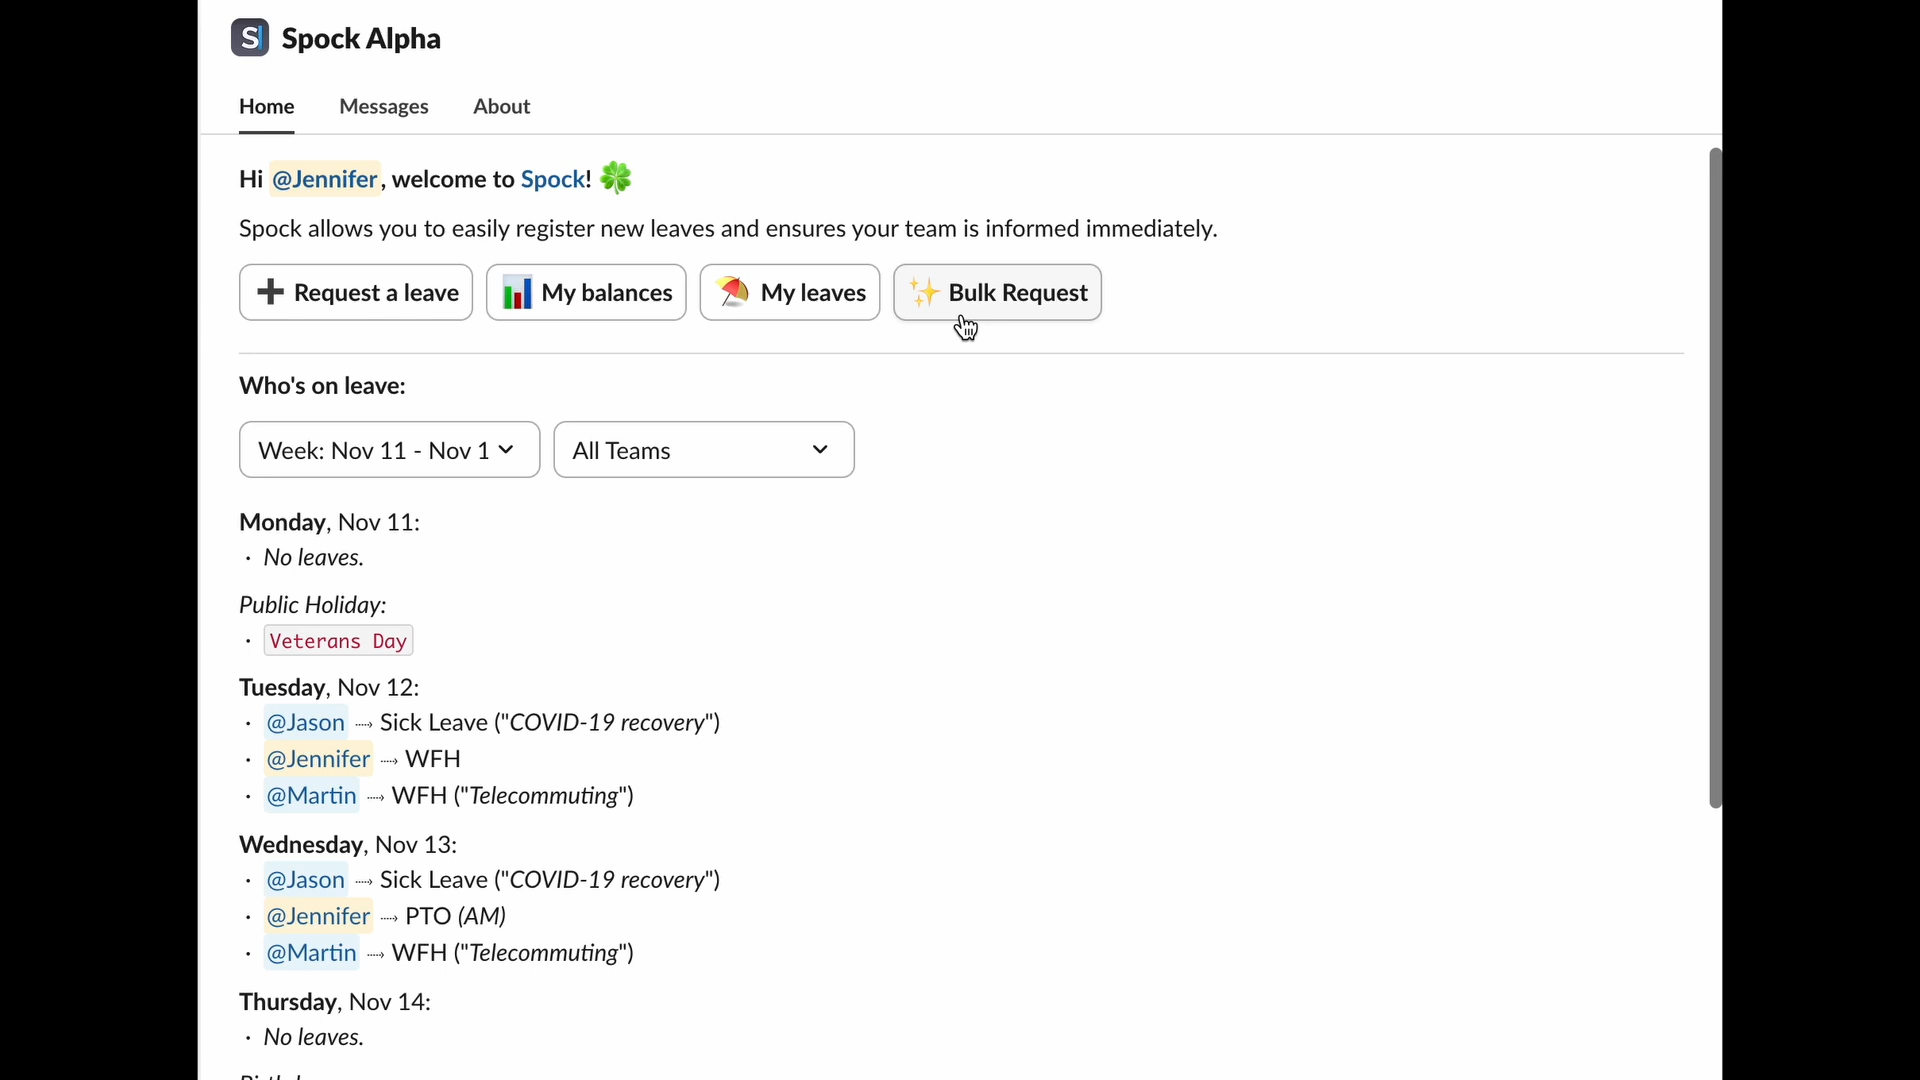 S Spock Alpha
Home Messages About
Hi @Jennifer, welcome to Spock!
Spock allows you to easily register new leaves and ensures your team is informed immediately.
Request a leave My balances My leaves Bulk Request
Who's on leave:
Week: Nov 11 - Nov 1 All Teams
Monday, Nov 11:
• No leaves.
Public Holiday:
• Veterans Day
Tuesday, Nov 12:
• @Jason ⤑ Sick Leave ("COVID-19 recovery")
• @Jennifer ⤑ WFH
• @Martin ⤑ WFH ("Telecommuting")
Wednesday, Nov 13:
• @Jason ⤑ Sick Leave ("COVID-19 recovery")
• @Jennifer ⤑ PTO (AM)
• @Martin ⤑ WFH ("Telecommuting")
Thursday, Nov 14:
• No leaves.